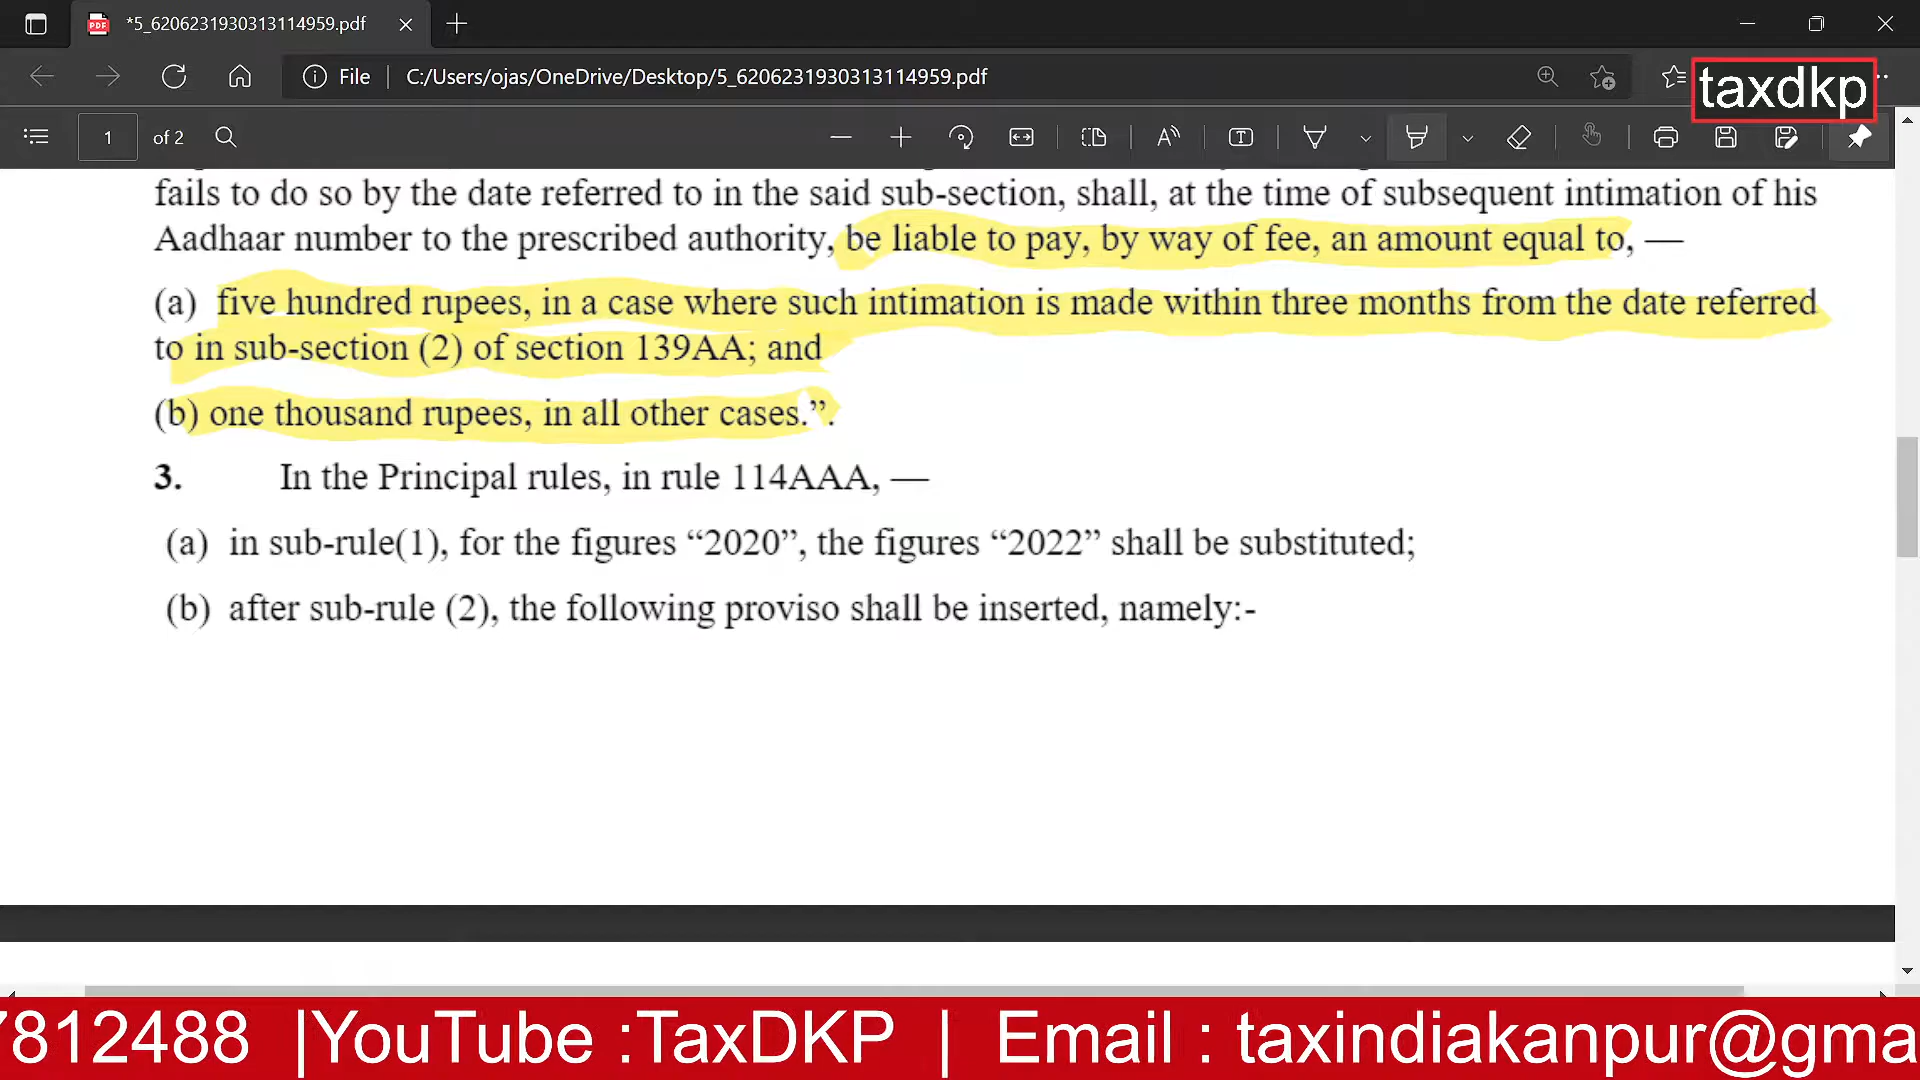 *5_6206231930313114959.pdf
File
C:/Users/ojas/OneDrive/Desktop/5_6206231930313114959.pdf
taxdkp
1 of 2
fails to do so by the date referred to in the said sub-section, shall, at the time of subsequent intimation of his
Aadhaar number to the prescribed authority, be liable to pay, by way of fee, an amount equal to, —
(a) five hundred rupees, in a case where such intimation is made within three months from the date referred
to in sub-section (2) of section 139AA; and
(b) one thousand rupees, in all other cases.”.
3. In the Principal rules, in rule 114AAA, —
(a) in sub-rule(1), for the figures “2020”, the figures “2022” shall be substituted;
(b) after sub-rule (2), the following proviso shall be inserted, namely:-
7812488 |YouTube :TaxDKP | Email : taxindiakanpur@gma